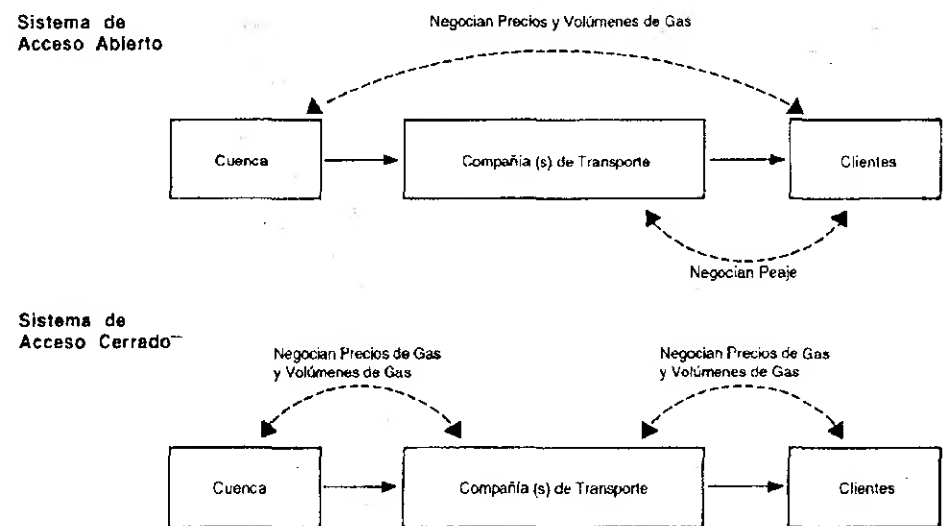 Sistema de
Acceso Abierto
Negocian Precios y Volúmenes de Gas
Cuenca
Compañía (s) de Transporte
Clientes
Negocian Peaje
Sistema de
Acceso Cerrado
Negocian Precios de Gas
y Volúmenes de Gas
Negocian Precios de Gas
y Volúmenes de Gas
Cuenca
Compañía (s) de Transporte
Clientes